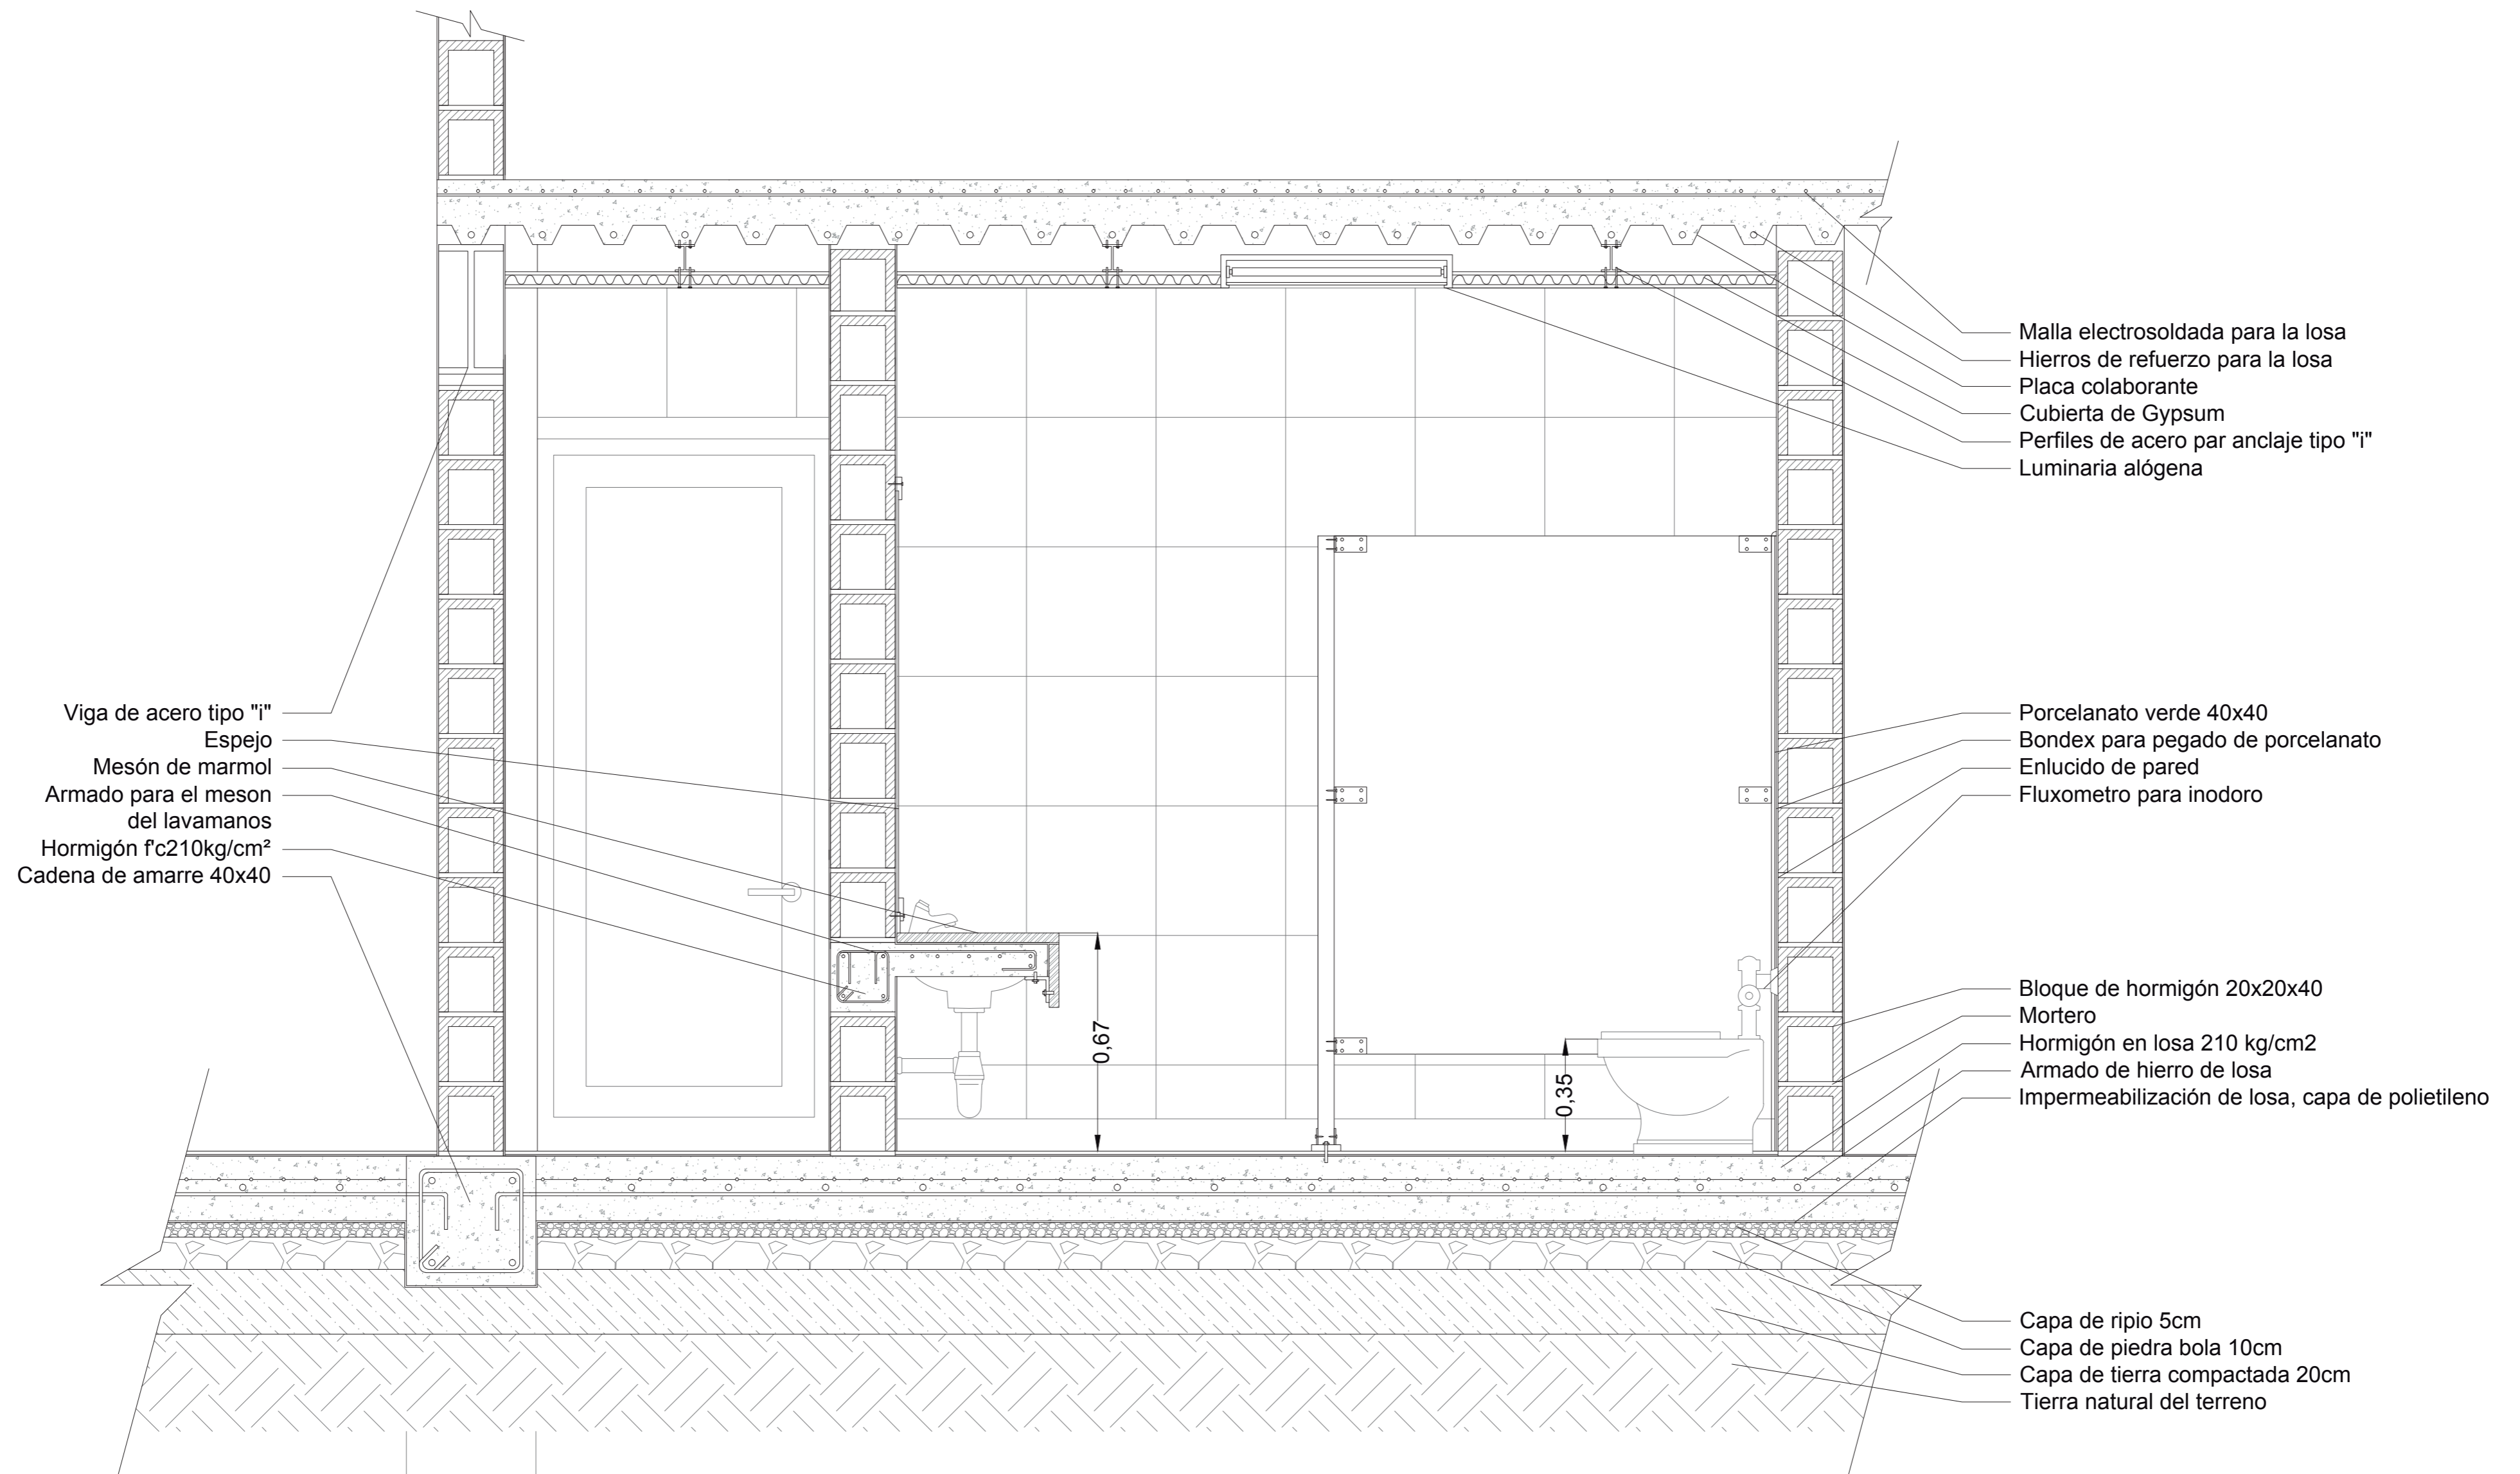 Malla electrosoldada para la losa
Hierros de refuerzo para la losa
Placa colaborante
Cubierta de Gypsum
Perfiles de acero par anclaje tipo "i"
Luminaria alógena
Viga de acero tipo "i"
Espejo
Mesón de marmol
Armado para el meson
del lavamanos
Hormigón f'c210kg/cm²
Cadena de amarre 40x40
Porcelanato verde 40x40
Bondex para pegado de porcelanato
Enlucido de pared
Fluxometro para inodoro
0,67
0,35
Bloque de hormigón 20x20x40
Mortero
Hormigón en losa 210 kg/cm2
Armado de hierro de losa
Impermeabilización de losa, capa de polietileno
Capa de ripio 5cm
Capa de piedra bola 10cm
Capa de tierra compactada 20cm
Tierra natural del terreno